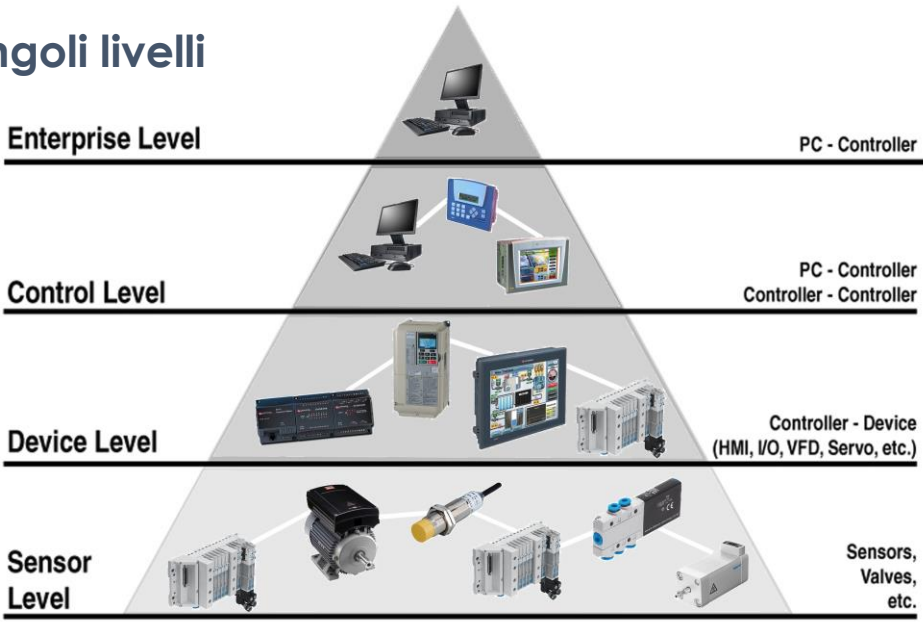 ngoli livelli
Enterprise Level
PC - Controller
Control Level
PC - Controller
Controller - Controller
Device Level
Controller - Device
(HMI, I/O, VFD, Servo, etc.)
Sensor
Level
Sensors,
Valves,
etc.